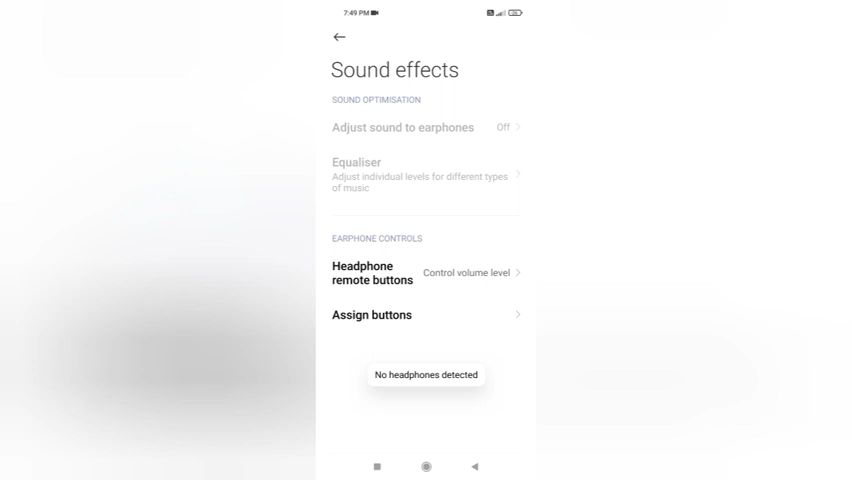 7:49 PM
Sound effects
SOUND OPTIMISATION
Adjust sound to earphones
Off
Equaliser
Adjust individual levels for different types
of music
EARPHONE CONTROLS
Headphone
remote buttons
Control volume level
Assign buttons
No headphones detected